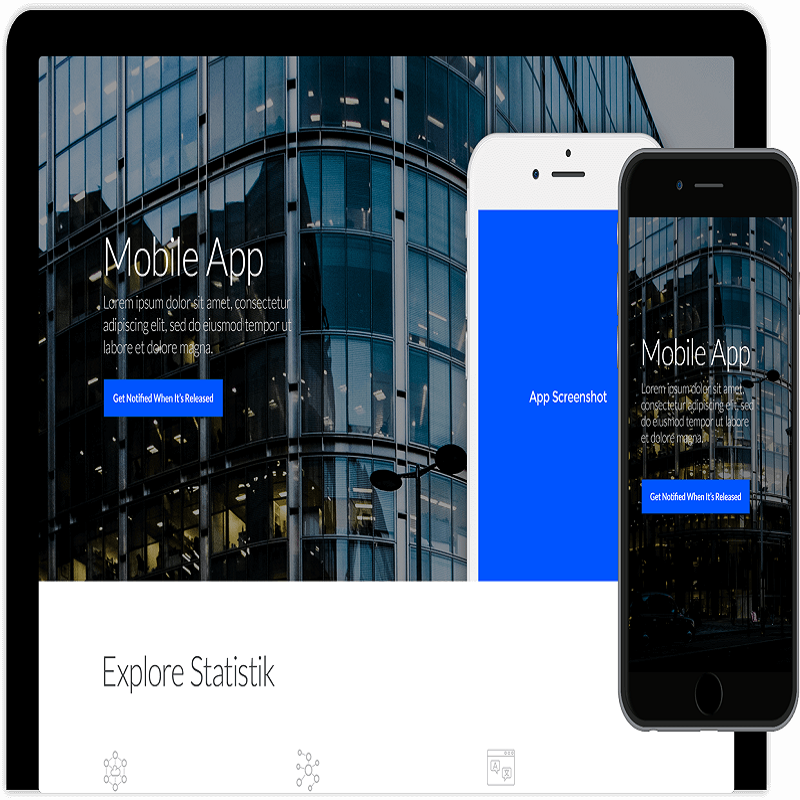 Mobile App
Lorem ipsum dolor sit amet, consectetur
adipiscing elit, sed do eiusmod tempor ut
labore et dolore magna.
Get Notified When It's Released
App Screenshot
Mobile App
Lorem ipsum dolor sit amet,
consectetur adipiscing elit, sed
do eiusmod tempor ut labore
et dolore magna.
Get Notified When It's Released
Explore Statistik
A